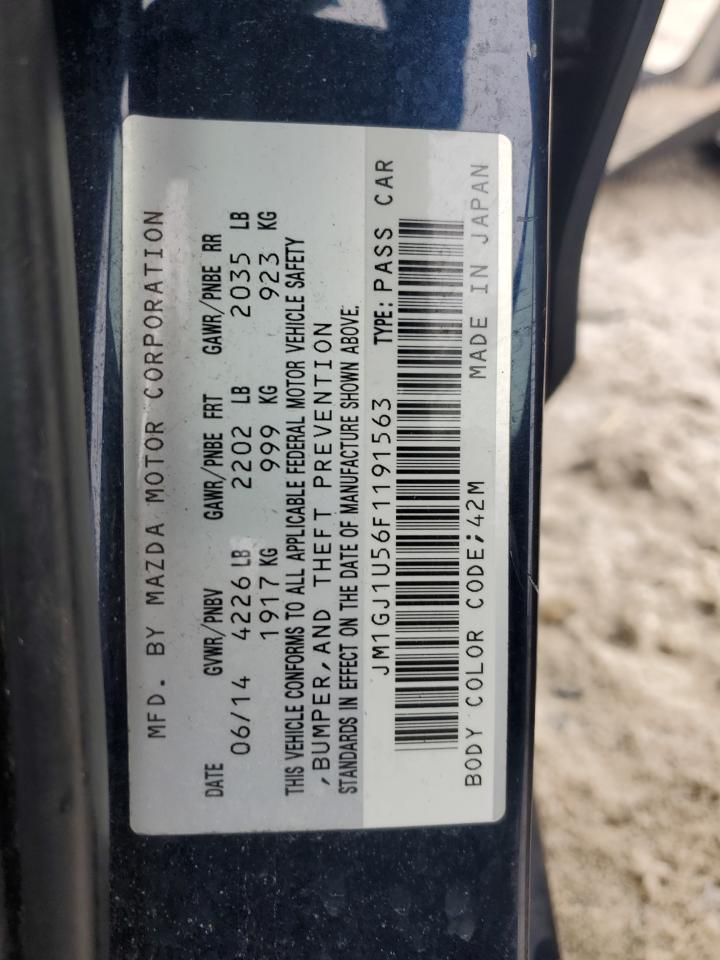 MFD. BY MAZDA MOTOR CORPORATION
DATE GVWR/PNBV GAWR/PNBE FRT GAWR/PNBE RR
06/14 4226 LB 2202 LB 2035 LB
1917 KG 999 KG 923 KG
THIS VEHICLE CONFORMS TO ALL APPLICABLE FEDERAL MOTOR VEHICLE SAFETY
,BUMPER,AND THEFT PREVENTION
STANDARDS IN EFFECT ON THE DATE OF MANUFACTURE SHOWN ABOVE.
JM1GJ1U56F1191563 TYPE: PASS CAR
BODY COLOR CODE;42M MADE IN JAPAN